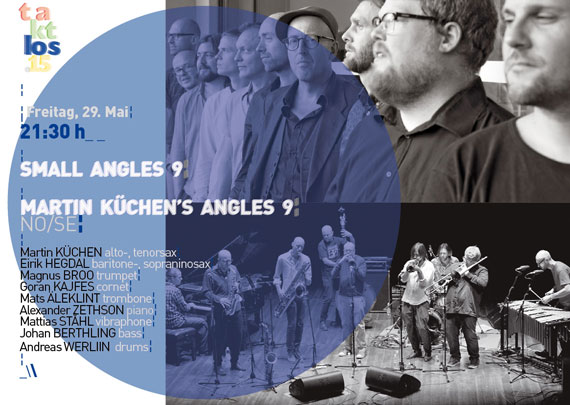 ta
kt
los
.15
Freitag, 29. Mai
21:30 h_ _
SMALL ANGLES 9
MARTIN KÜCHEN'S ANGLES 9
NO/SE
Martin KÜCHEN alto-, tenorsax
Eirik HEGDAL baritone-, sopraninosax
Magnus BROO trumpet
Goran KAJFES cornet
Mats ÄLEKLINT trombone
Alexander ZETHSON piano
Mattias STÅHL vibraphone
Johan BERTHLING bass
Andreas WERLIIN drums
_\\